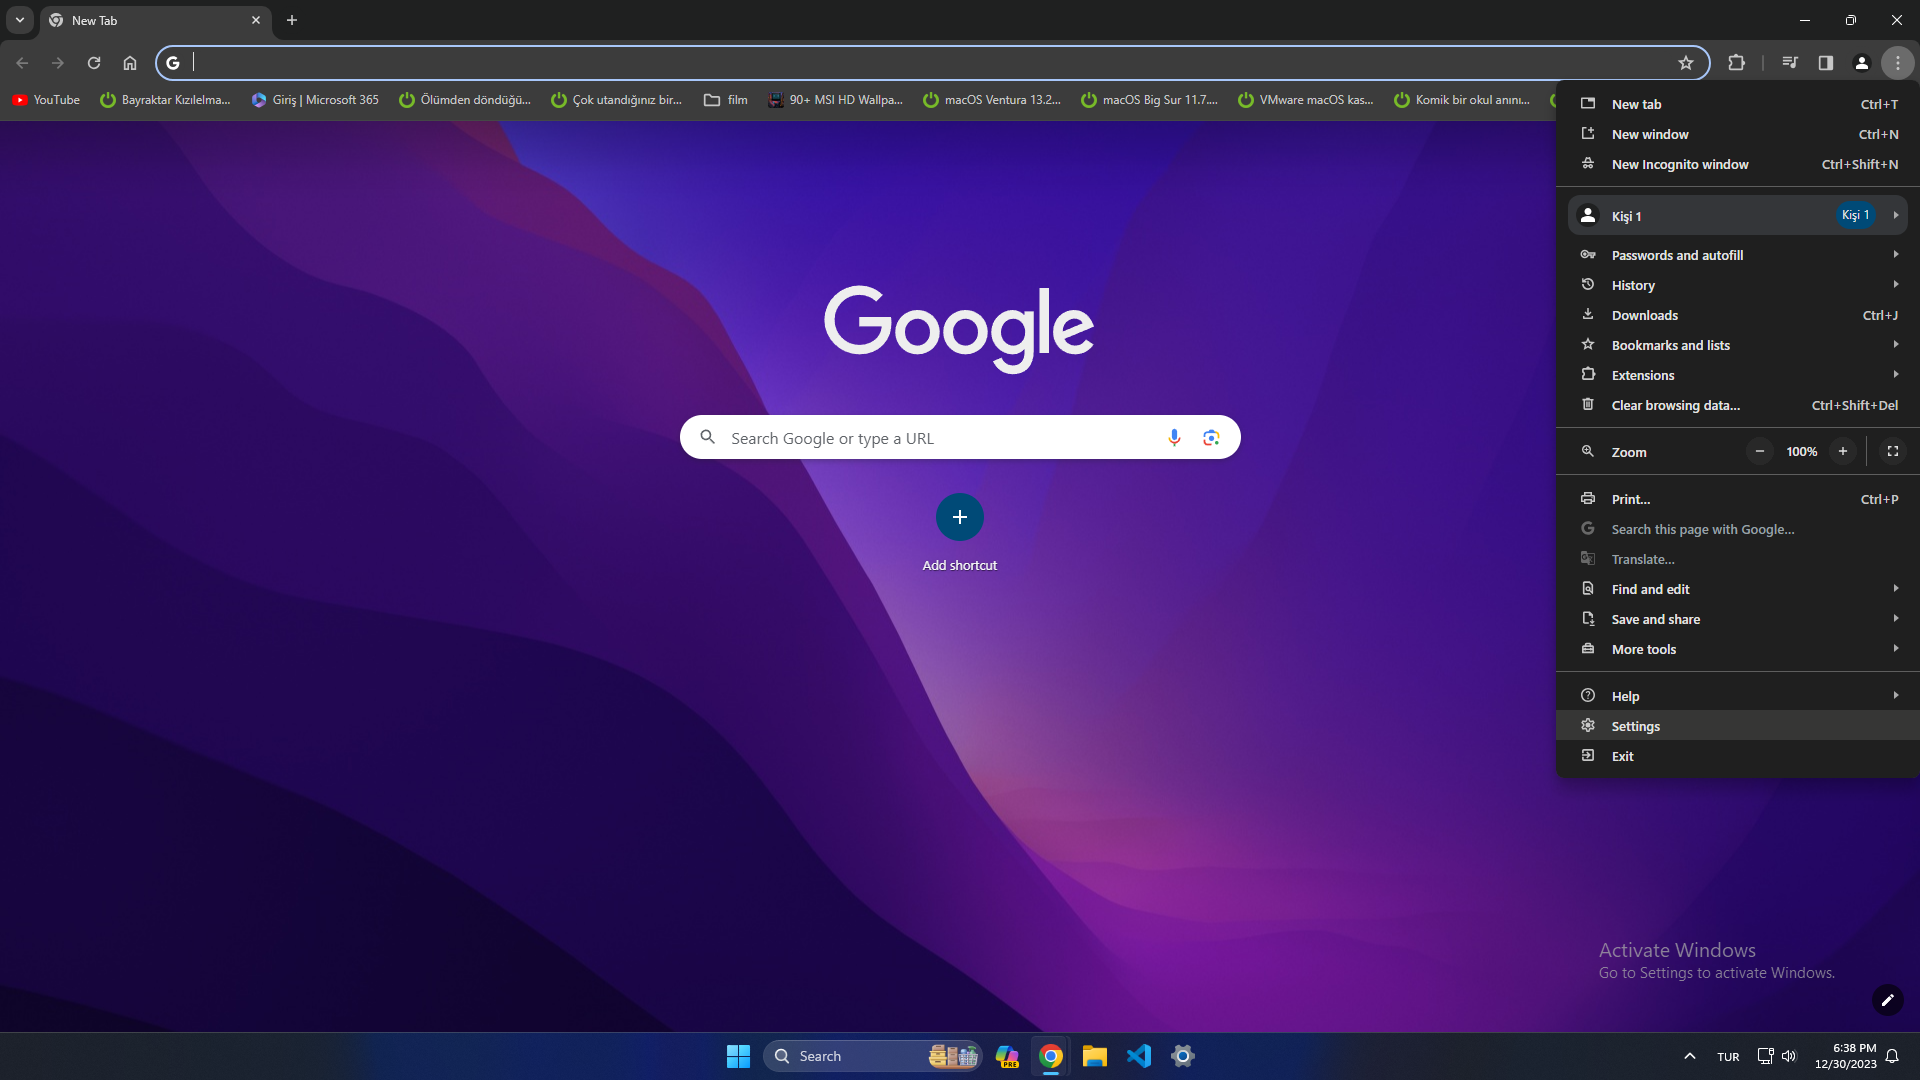 New Tab
YouTube
Bayraktar Kızılelma...
Giriş | Microsoft 365
Ölümden döndüğü...
Çok utandığınız bir...
film
90+ MSI HD Wallpa...
macOS Ventura 13.2...
macOS Big Sur 11.7....
VMware macOS kas...
Komik bir okul anını...
New tab Ctrl+T
New window Ctrl+N
New Incognito window Ctrl+Shift+N
Kişi 1 Kişi 1
Passwords and autofill
History
Downloads Ctrl+J
Bookmarks and lists
Extensions
Clear browsing data... Ctrl+Shift+Del
Zoom − 100% +
Print... Ctrl+P
Search this page with Google...
Translate...
Find and edit
Save and share
More tools
Help
Settings
Exit
Google
Search Google or type a URL
Add shortcut
Activate Windows
Go to Settings to activate Windows.
Search
PRE
TUR
6:38 PM
12/30/2023